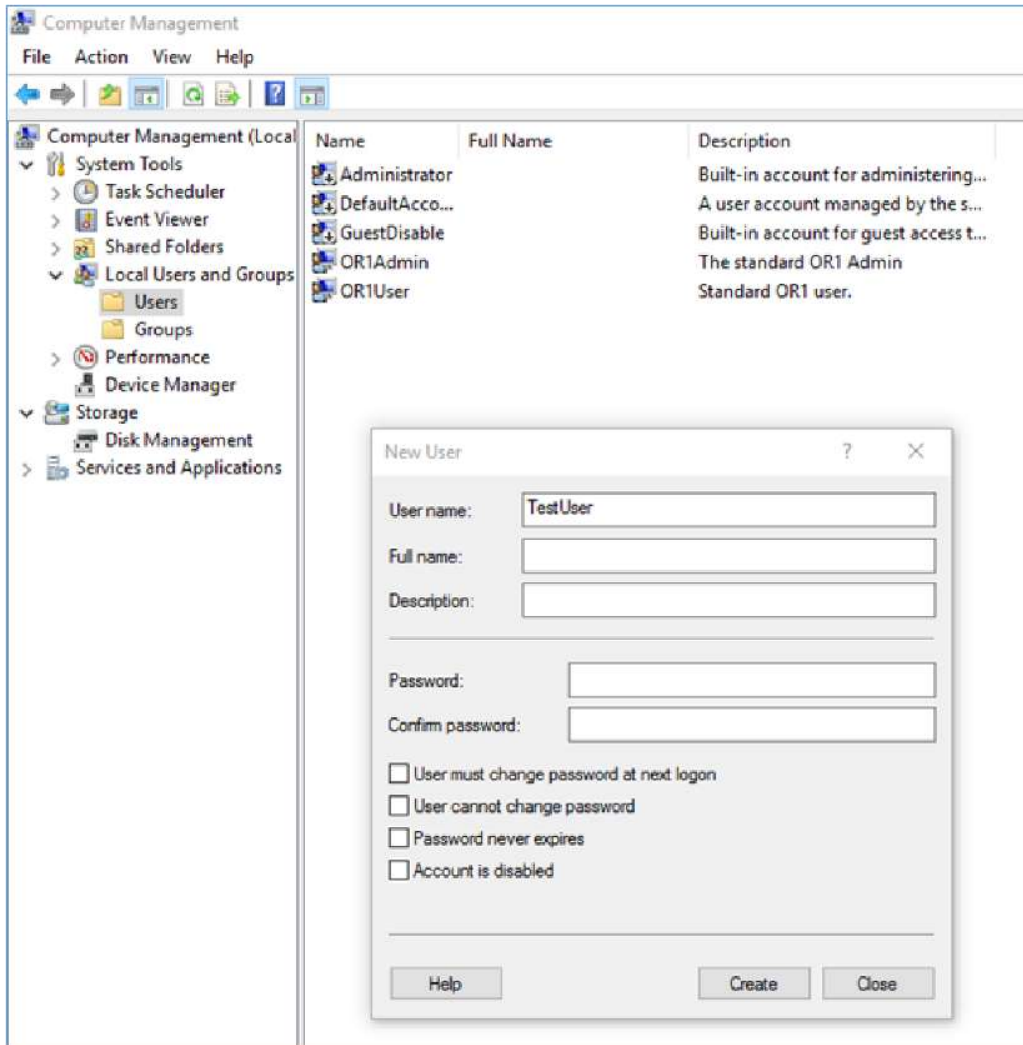 Computer Management
File Action View Help
Computer Management (Local
System Tools
Task Scheduler
Event Viewer
Shared Folders
Local Users and Groups
Users
Groups
Performance
Device Manager
Storage
Disk Management
Services and Applications
Name Full Name Description
Administrator Built-in account for administering...
DefaultAcco... A user account managed by the s...
GuestDisable Built-in account for guest access t...
OR1Admin The standard OR1 Admin
OR1User Standard OR1 user.
New User ?
User name: TestUser
Full name:
Description:
Password:
Confirm password:
User must change password at next logon
User cannot change password
Password never expires
Account is disabled
Help Create Close